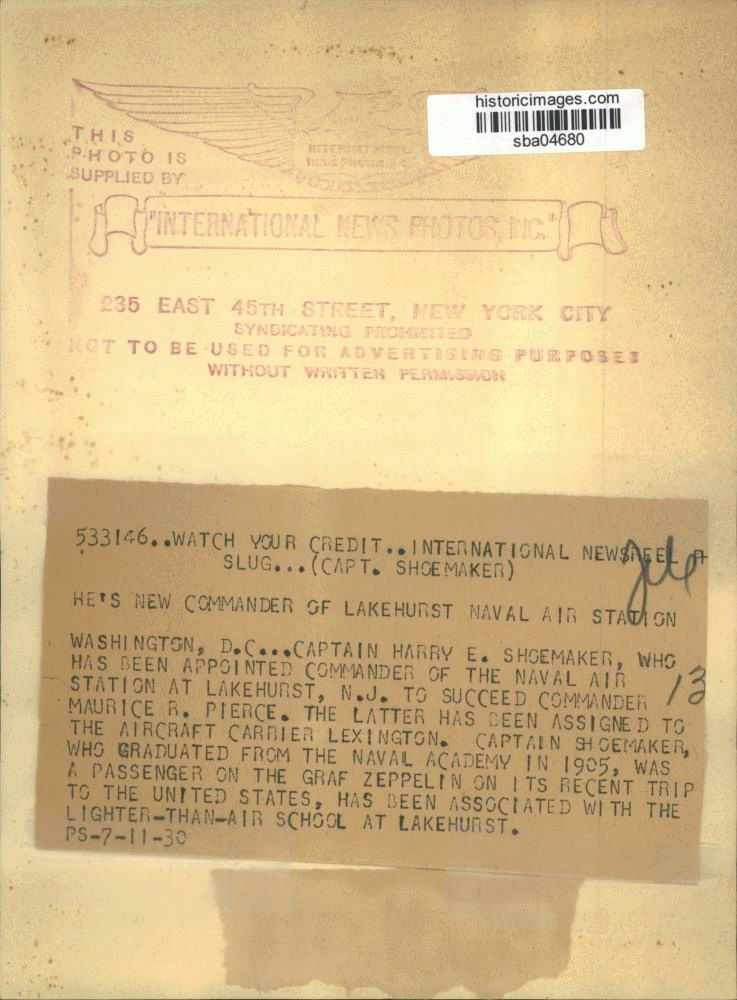 historicimages.com
sba04680
THIS
PHOTO IS
SUPPLIED BY
INTERNATIONAL
NEWS PHOTOS, INC.
"INTERNATIONAL NEWS PHOTOS, INC."
235 EAST 45TH STREET, NEW YORK CITY
SYNDICATING PROHIBITED
NOT TO BE USED FOR ADVERTISING PURPOSES
WITHOUT WRITTEN PERMISSION
533146..WATCH YOUR CREDIT..INTERNATIONAL NEWSREEL
SLUG...(CAPT. SHOEMAKER)
HE'S NEW COMMANDER OF LAKEHURST NAVAL AIR STATION
WASHINGTON, D.C...CAPTAIN HARRY E. SHOEMAKER, WHO
HAS BEEN APPOINTED COMMANDER OF THE NAVAL AIR
STATION AT LAKEHURST, N.J. TO SUCCEED COMMANDER
MAURICE R. PIERCE. THE LATTER HAS BEEN ASSIGNED TO
THE AIRCRAFT CARRIER LEXINGTON. CAPTAIN SHOEMAKER,
WHO GRADUATED FROM THE NAVAL ACADEMY IN 1905, WAS
A PASSENGER ON THE GRAF ZEPPELIN ON ITS RECENT TRIP
TO THE UNITED STATES, HAS BEEN ASSOCIATED WITH THE
LIGHTER-THAN-AIR SCHOOL AT LAKEHURST.
PS-7-11-30
13